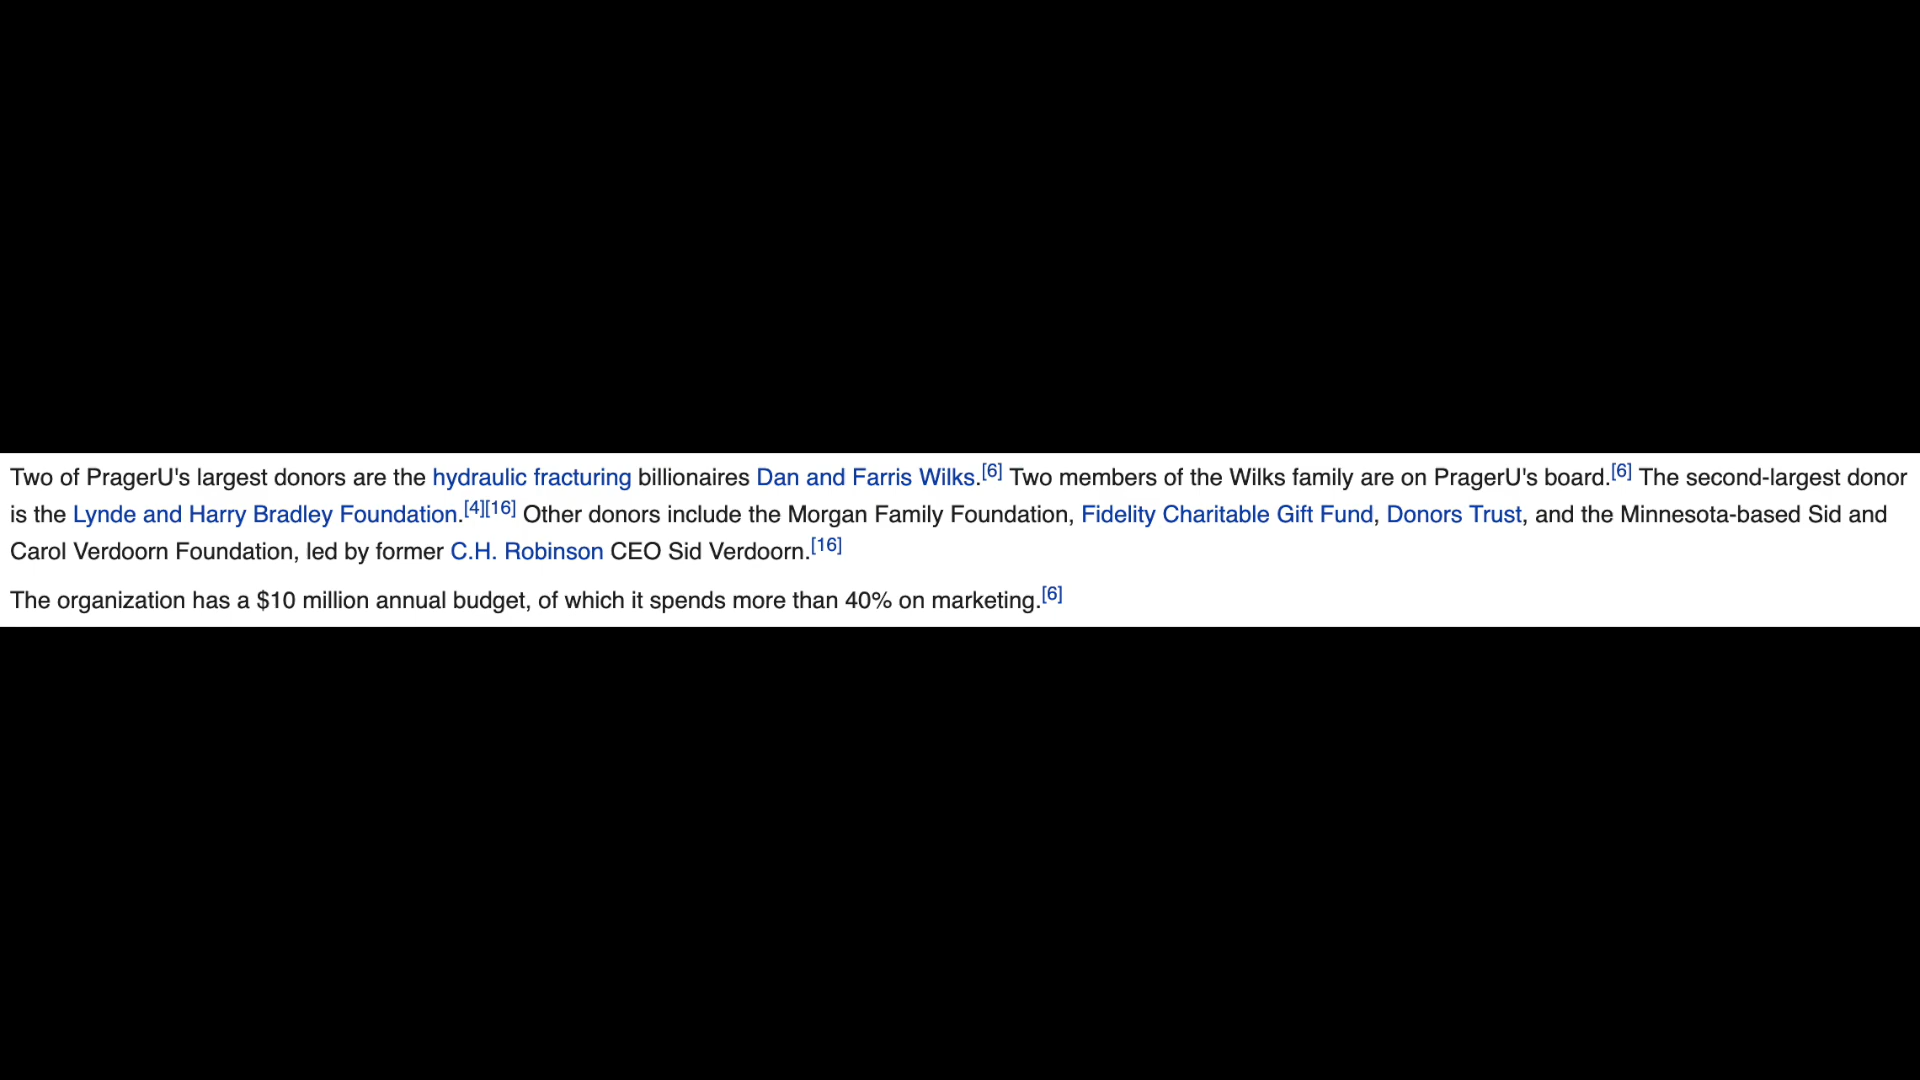 Two of PragerU's largest donors are the hydraulic fracturing billionaires Dan and Farris Wilks.[6] Two members of the Wilks family are on PragerU's board.[6] The second-largest donor
is the Lynde and Harry Bradley Foundation.[4][16] Other donors include the Morgan Family Foundation, Fidelity Charitable Gift Fund, Donors Trust, and the Minnesota-based Sid and
Carol Verdoorn Foundation, led by former C.H. Robinson CEO Sid Verdoorn.[16]
The organization has a $10 million annual budget, of which it spends more than 40% on marketing.[6]